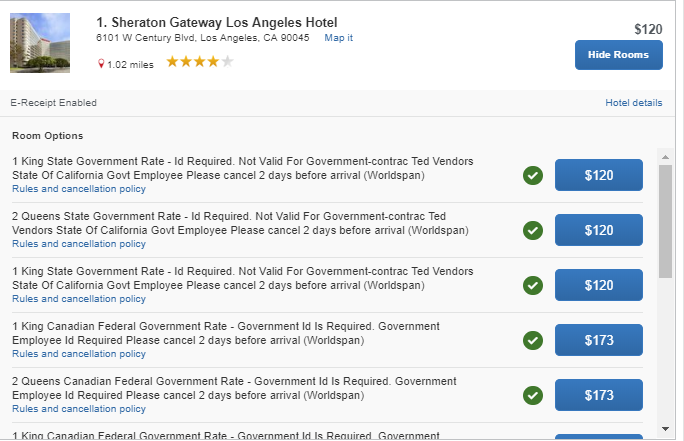 1. Sheraton Gateway Los Angeles Hotel
6101 W Century Blvd, Los Angeles, CA 90045 Map it
1.02 miles
$120
Hide Rooms
E-Receipt Enabled Hotel details
Room Options
1 King State Government Rate - Id Required. Not Valid For Government-contrac Ted Vendors
State Of California Govt Employee Please cancel 2 days before arrival (Worldspan)
Rules and cancellation policy
$120
2 Queens State Government Rate - Id Required. Not Valid For Government-contrac Ted
Vendors State Of California Govt Employee Please cancel 2 days before arrival (Worldspan)
Rules and cancellation policy
$120
1 King State Government Rate - Id Required. Not Valid For Government-contrac Ted Vendors
State Of California Govt Employee Please cancel 2 days before arrival (Worldspan)
Rules and cancellation policy
$120
1 King Canadian Federal Government Rate - Government Id Is Required. Government
Employee Id Required Please cancel 2 days before arrival (Worldspan)
Rules and cancellation policy
$173
2 Queens Canadian Federal Government Rate - Government Id Is Required. Government
Employee Id Required Please cancel 2 days before arrival (Worldspan)
Rules and cancellation policy
$173
1 King Canadian Federal Government Rate - Government Id Is Required. Government